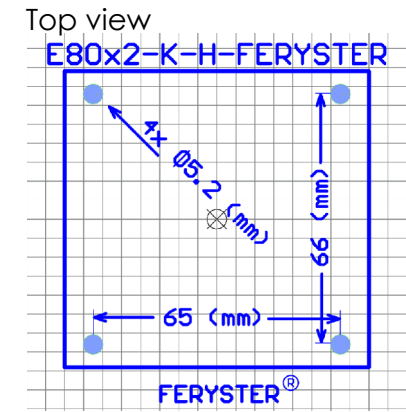 Top view
E80x2-K-H-FERYSTER
4x Ø5.2 (mm)
66 (mm)
65 (mm)
FERYSTER®